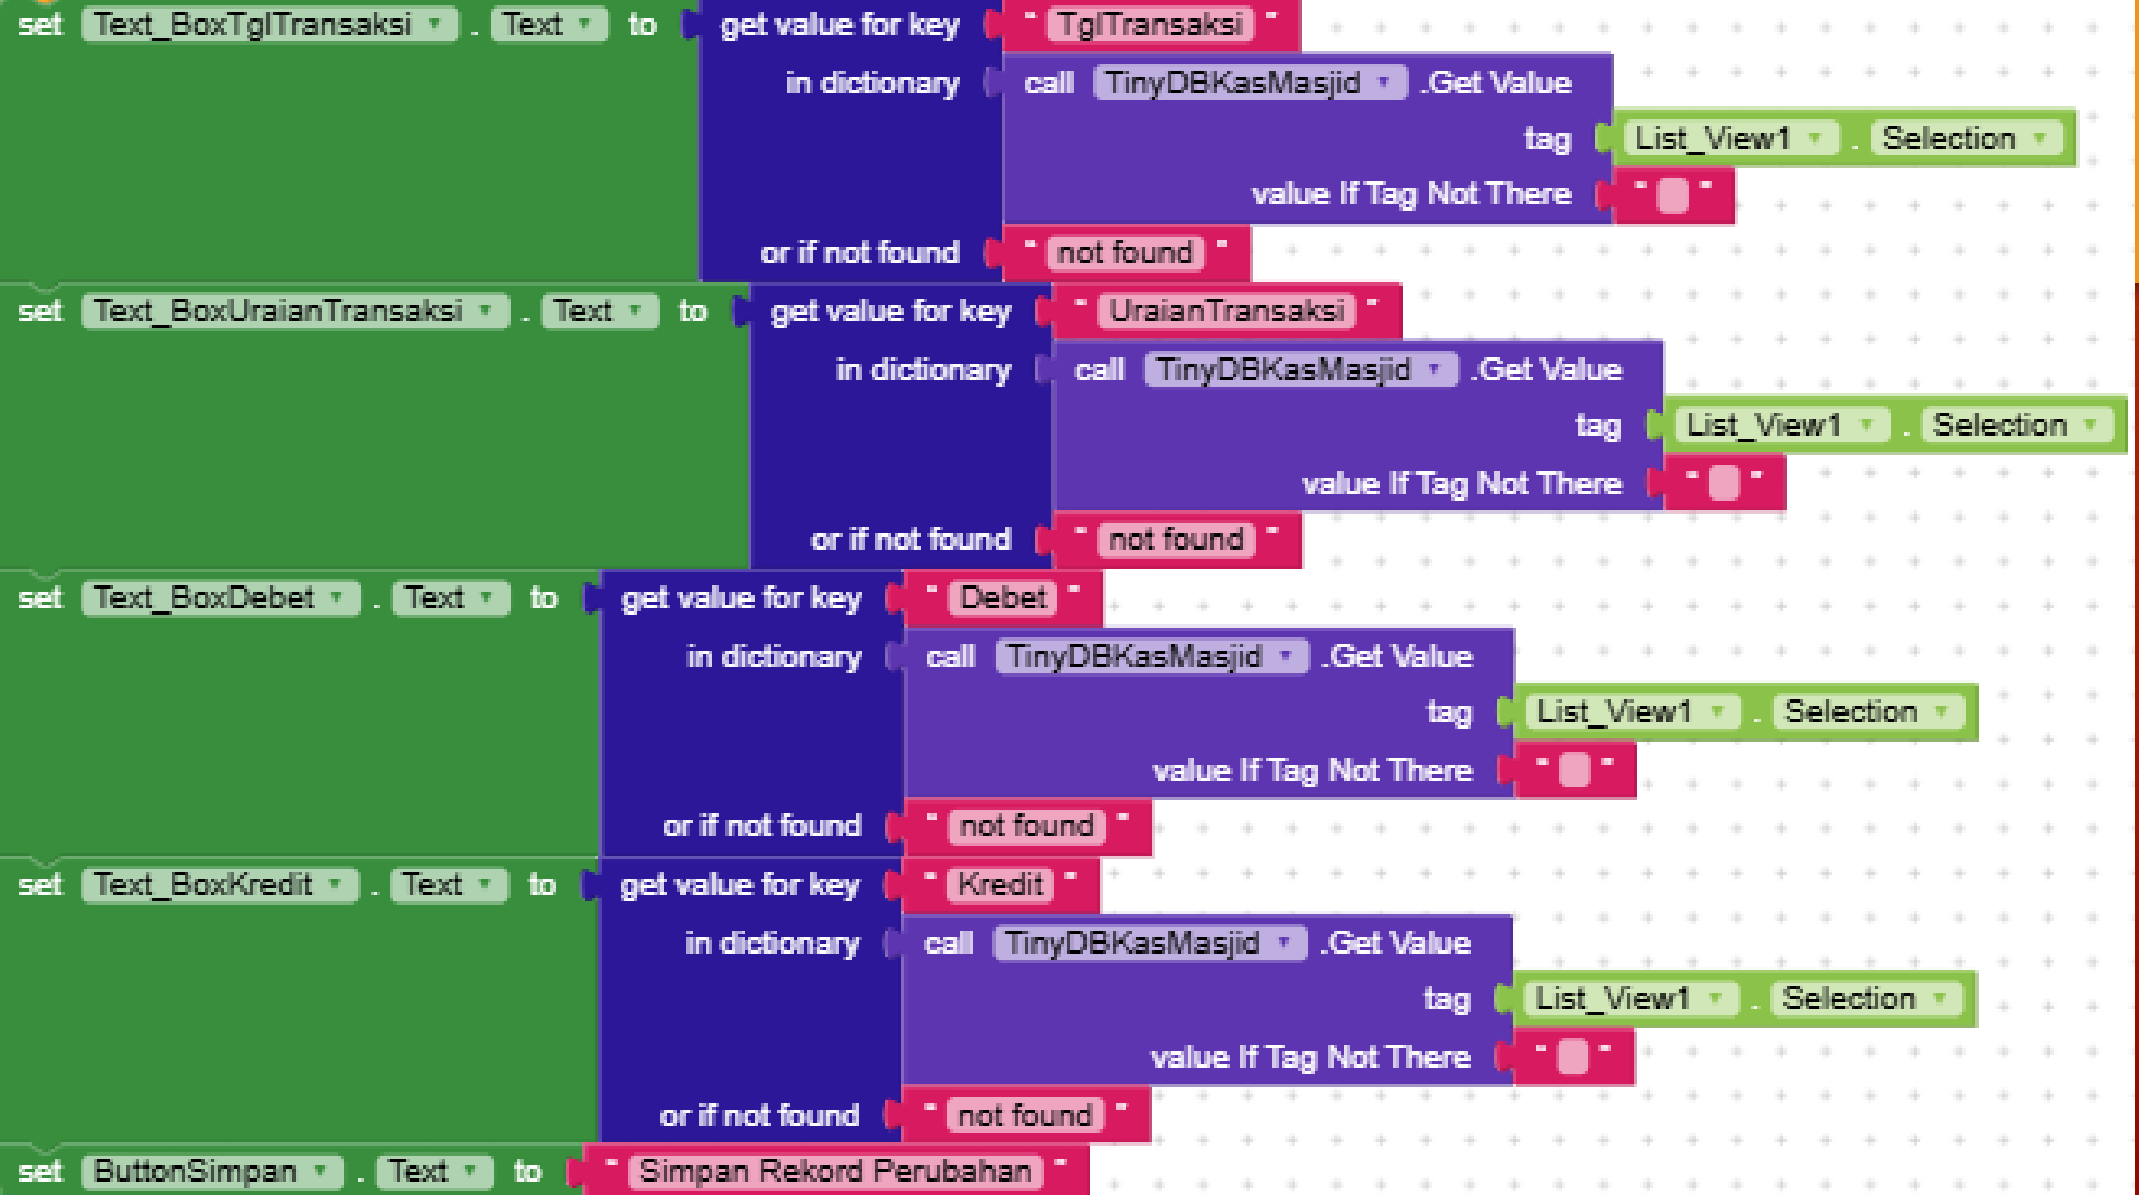 set Text_BoxTglTransaksi . Text to get value for key " TglTransaksi "
in dictionary call TinyDBKasMasjid .Get Value
tag List_View1 . Selection
value If Tag Not There " "
or if not found " not found "
set Text_BoxUraianTransaksi . Text to get value for key " UraianTransaksi "
in dictionary call TinyDBKasMasjid .Get Value
tag List_View1 . Selection
value If Tag Not There " "
or if not found " not found "
set Text_BoxDebet . Text to get value for key " Debet "
in dictionary call TinyDBKasMasjid .Get Value
tag List_View1 . Selection
value If Tag Not There " "
or if not found " not found "
set Text_BoxKredit . Text to get value for key " Kredit "
in dictionary call TinyDBKasMasjid .Get Value
tag List_View1 . Selection
value If Tag Not There " "
or if not found " not found "
set ButtonSimpan . Text to " Simpan Rekord Perubahan "